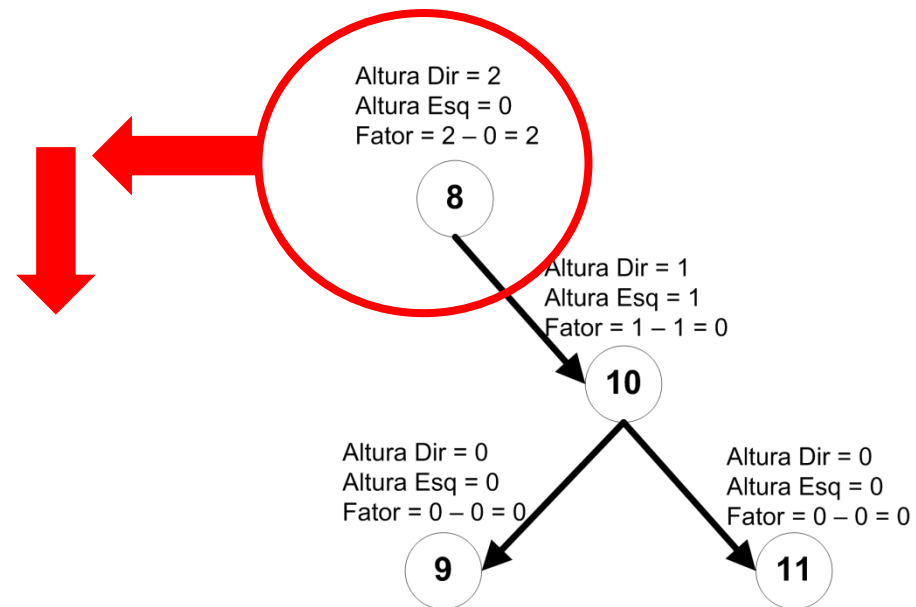 Altura Dir = 2
Altura Esq = 0
Fator = 2 – 0 = 2
8
Altura Dir = 1
Altura Esq = 1
Fator = 1 – 1 = 0
10
Altura Dir = 0
Altura Esq = 0
Fator = 0 – 0 = 0
9
Altura Dir = 0
Altura Esq = 0
Fator = 0 – 0 = 0
11